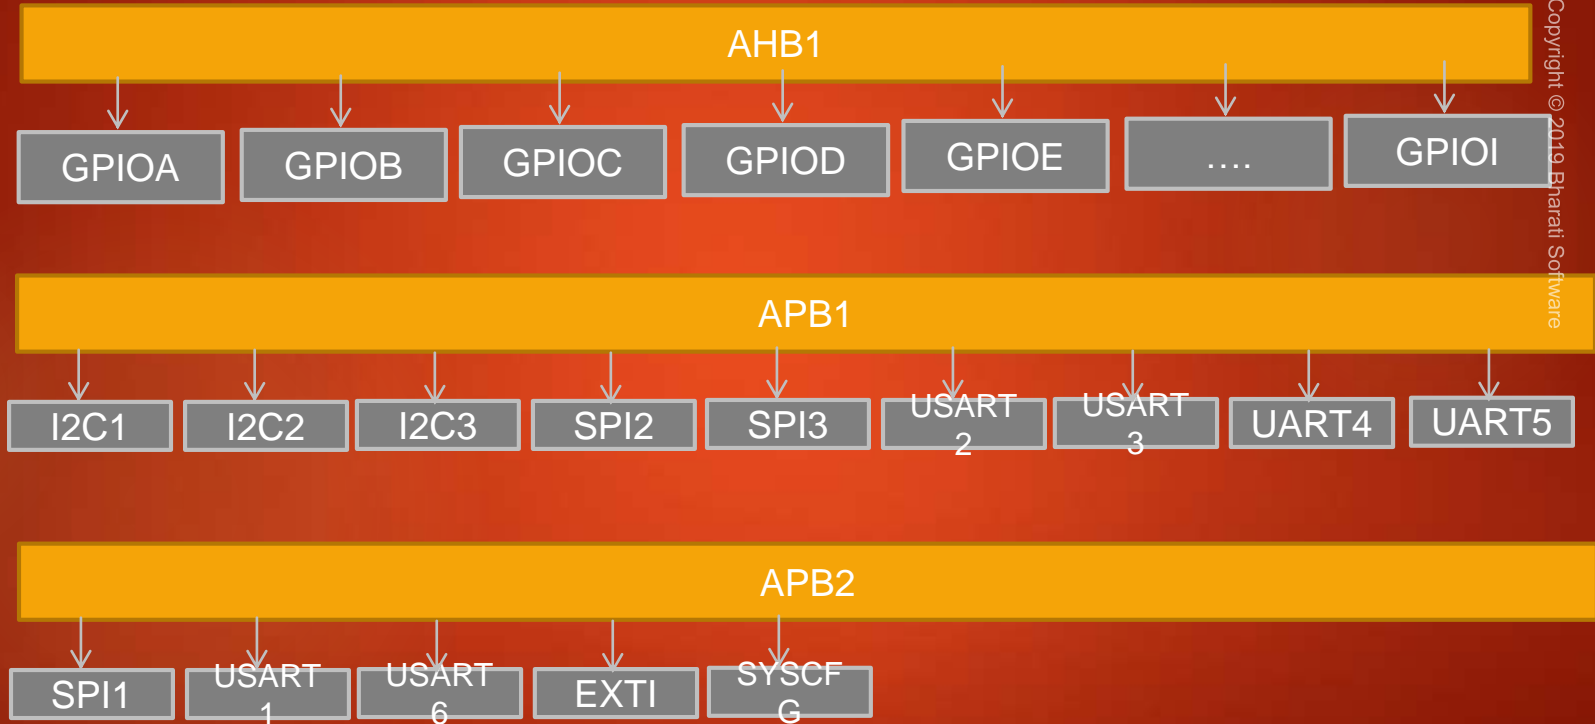 AHB1
GPIOA
GPIOB
GPIOC
GPIOD
GPIOE
....
GPIOI
APB1
I2C1
I2C2
I2C3
SPI2
SPI3
USART
2
USART
3
UART4
UART5
APB2
SPI1
USART
1
USART
6
EXTI
SYSCF
G
Copyright © 2019 Bharati Software